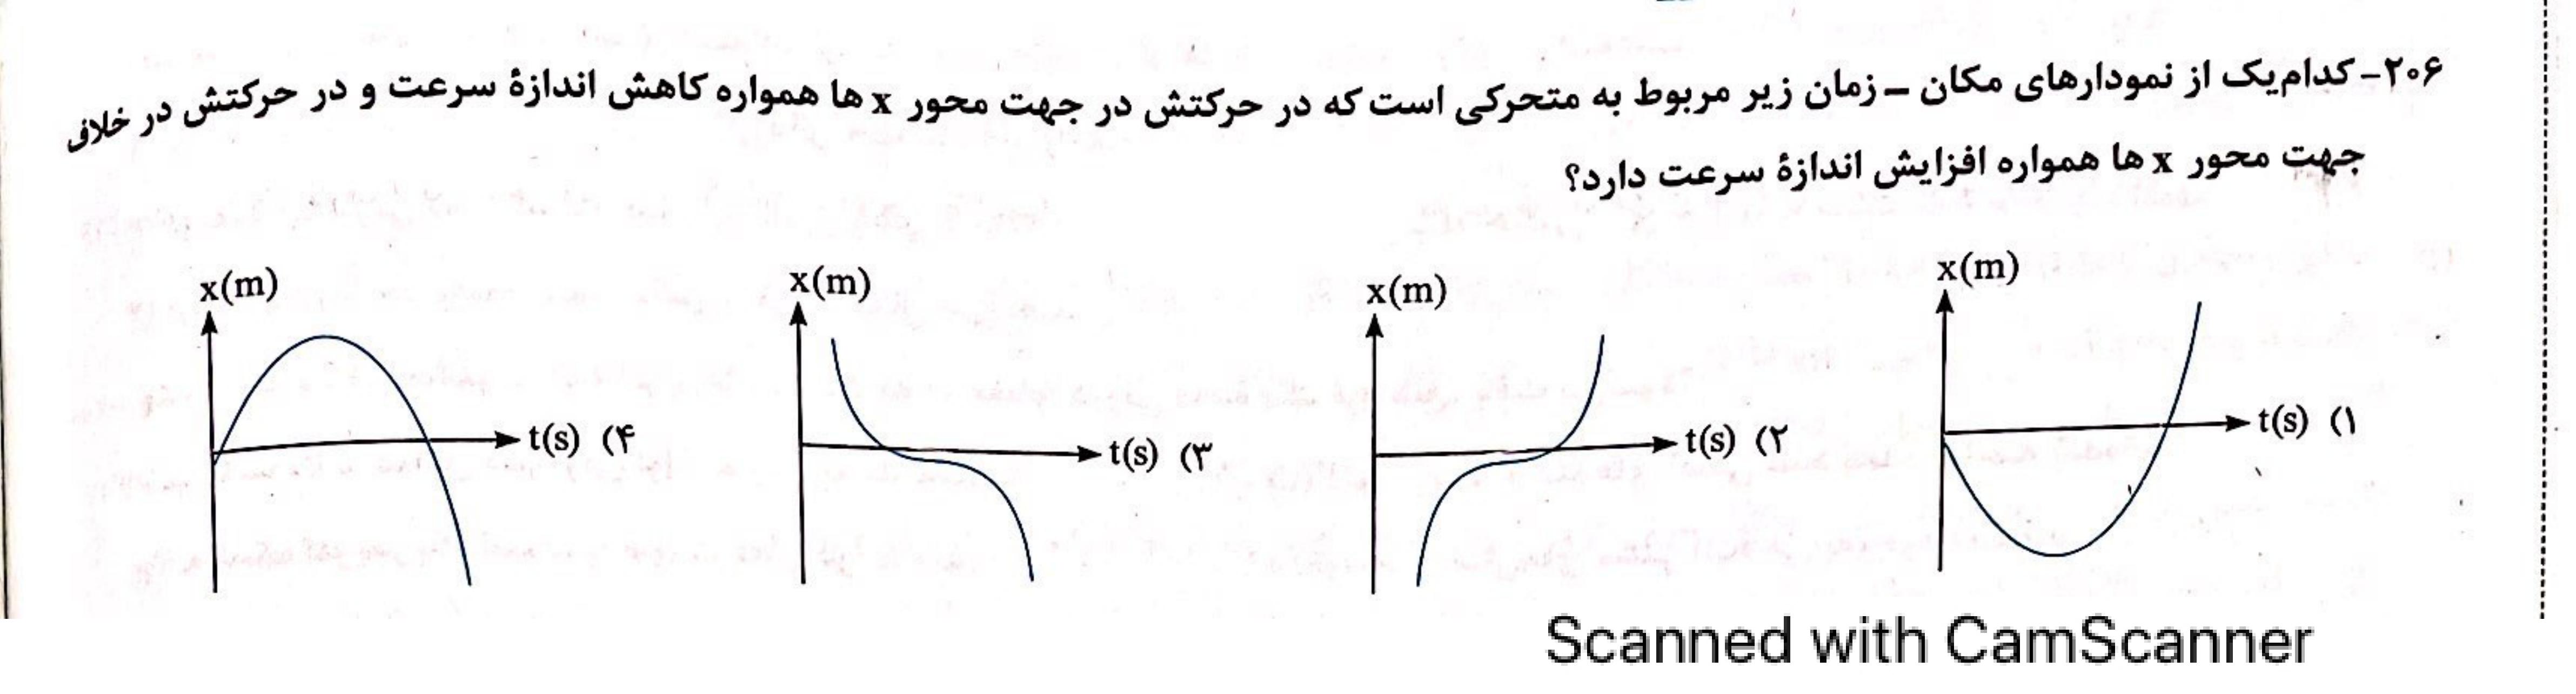 ۲۰۶- کدام‌یک از نمودارهای مکان – زمان زیر مربوط به متحرکی است که در حرکتش در جهت محور x ها همواره کاهش اندازهٔ سرعت و در حرکتش در خلاف
جهت محور x ها همواره افزایش اندازهٔ سرعت دارد؟
x(m)
t(s) (۱
x(m)
t(s) (۲
x(m)
t(s) (۳
x(m)
t(s) (۴
Scanned with CamScanner